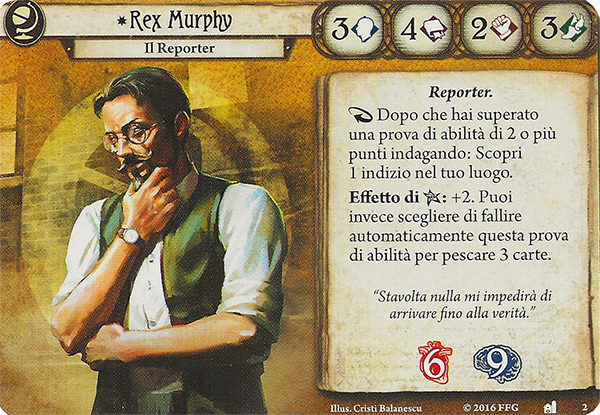 *Rex Murphy
Il Reporter
3 4 2 3
Reporter.
Dopo che hai superato
una prova di abilità di 2 o più
punti indagando: Scopri
1 indizio nel tuo luogo.
Effetto di : +2. Puoi
invece scegliere di fallire
automaticamente questa prova
di abilità per pescare 3 carte.
“Stavolta nulla mi impedirà di
arrivare fino alla verità.”
6 9
Illus. Cristi Balanescu © 2016 FFG 2